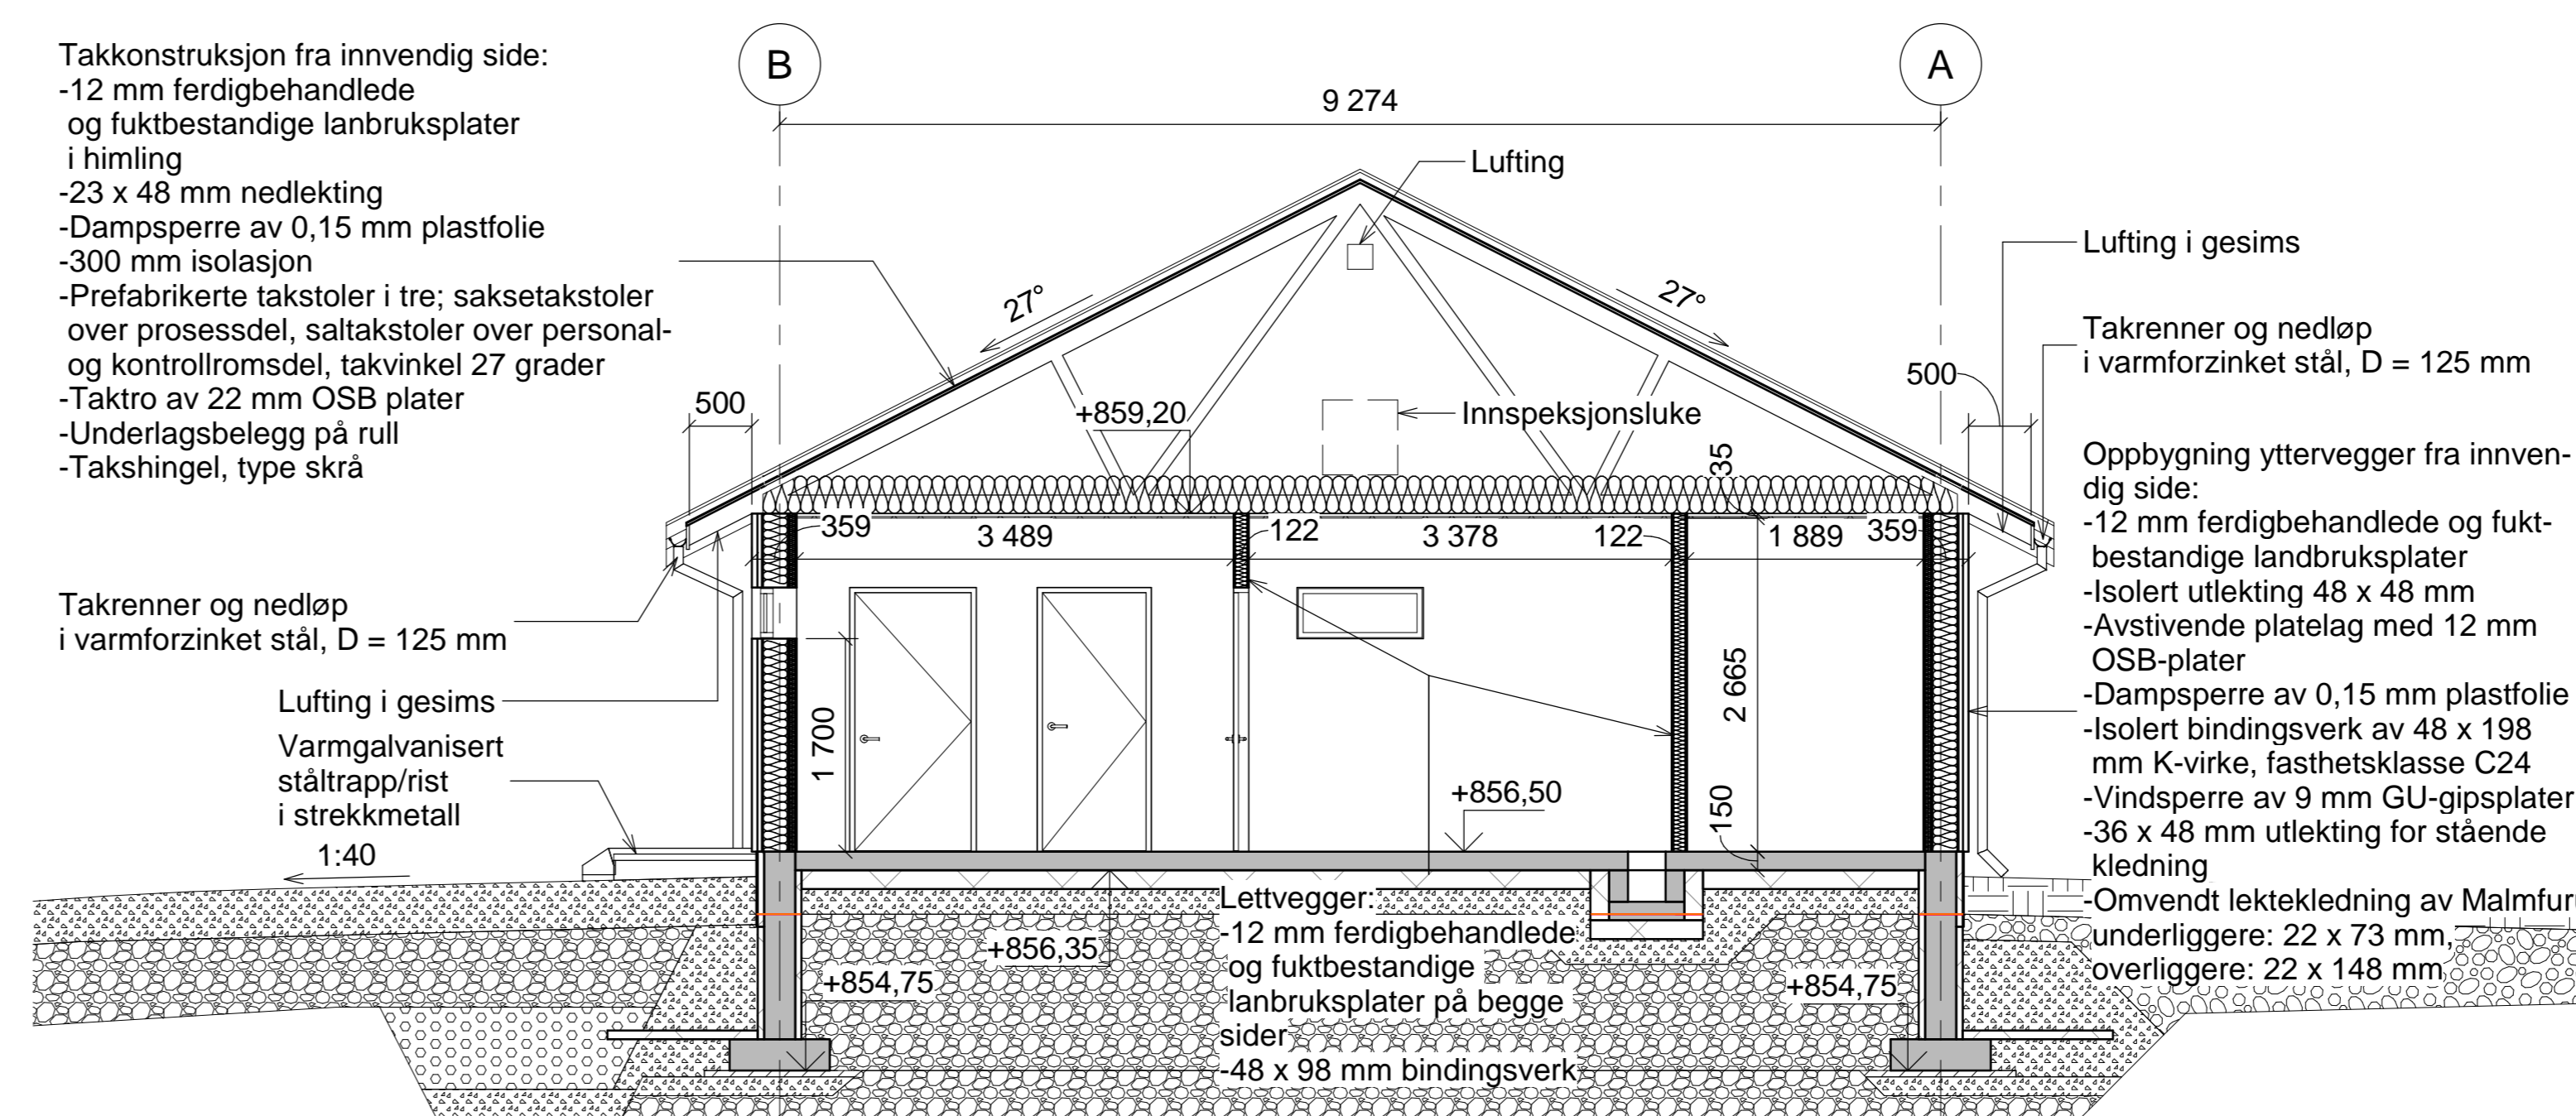 Takkonstruksjon fra innvendig side:
-12 mm ferdigbehandlede
og fuktbestandige lanbruksplater
i himling
-23 x 48 mm nedlekting
-Dampsperre av 0,15 mm plastfolie
-300 mm isolasjon
-Prefabrikerte takstoler i tre; saksetakstoler
over prosessdel, saltakstoler over personal-
og kontrollromsdel, takvinkel 27 grader
-Taktro av 22 mm OSB plater
-Underlagsbelegg på rull
-Takshingel, type skrå
B
A
9 274
Lufting
27°
27°
Lufting i gesims
Takrenner og nedløp
i varmforzinket stål, D = 125 mm
500
500
+859,20
Innspeksjonsluke
35
359
3 489
122
3 378
122
1 889
359
Oppbygning yttervegger fra innven-
dig side:
-12 mm ferdigbehandlede og fukt-
bestandige landbruksplater
-Isolert utlekting 48 x 48 mm
-Avstivende platelag med 12 mm
OSB-plater
-Dampsperre av 0,15 mm plastfolie
-Isolert bindingsverk av 48 x 198
mm K-virke, fasthetsklasse C24
-Vindsperre av 9 mm GU-gipsplater
-36 x 48 mm utlekting for stående
kledning
-Omvendt lektekledning av Malmfuru
underliggere: 22 x 73 mm,
overliggere: 22 x 148 mm
Takrenner og nedløp
i varmforzinket stål, D = 125 mm
Lufting i gesims
Varmgalvanisert
ståltrapp/rist
i strekkmetall
1:40
1 700
2 665
150
+856,50
+856,35
+854,75
+854,75
Lettvegger:
-12 mm ferdigbehandlede
og fuktbestandige
lanbruksplater på begge
sider
-48 x 98 mm bindingsverk